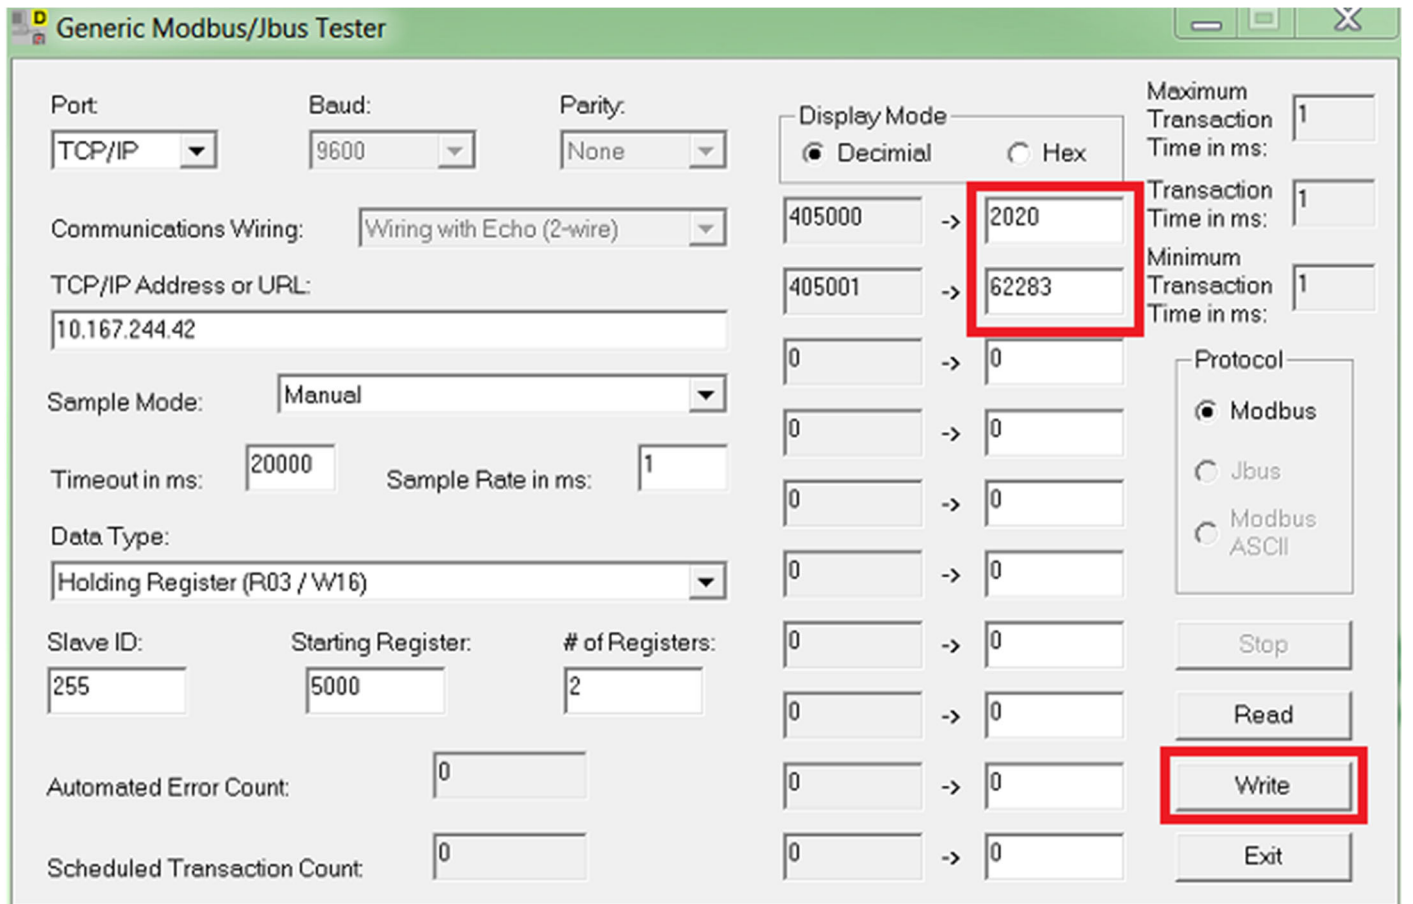 Generic Modbus/Jbus Tester
Port: Baud: Parity:
TCP/IP 9600 None
Communications Wiring: Wiring with Echo (2-wire)
TCP/IP Address or URL:
10.167.244.42
Sample Mode: Manual
Timeout in ms: 20000 Sample Rate in ms: 1
Data Type:
Holding Register (R03 / W16)
Slave ID: Starting Register: # of Registers:
255 5000 2
Automated Error Count: 0
Scheduled Transaction Count: 0
Display Mode
Decimial Hex
405000 -> 2020
405001 -> 62283
0 -> 0
0 -> 0
0 -> 0
0 -> 0
0 -> 0
0 -> 0
0 -> 0
0 -> 0
Maximum
Transaction 1
Time in ms:
Transaction 1
Time in ms:
Minimum
Transaction 1
Time in ms:
Protocol
Modbus
Jbus
Modbus
ASCII
Stop
Read
Write
Exit